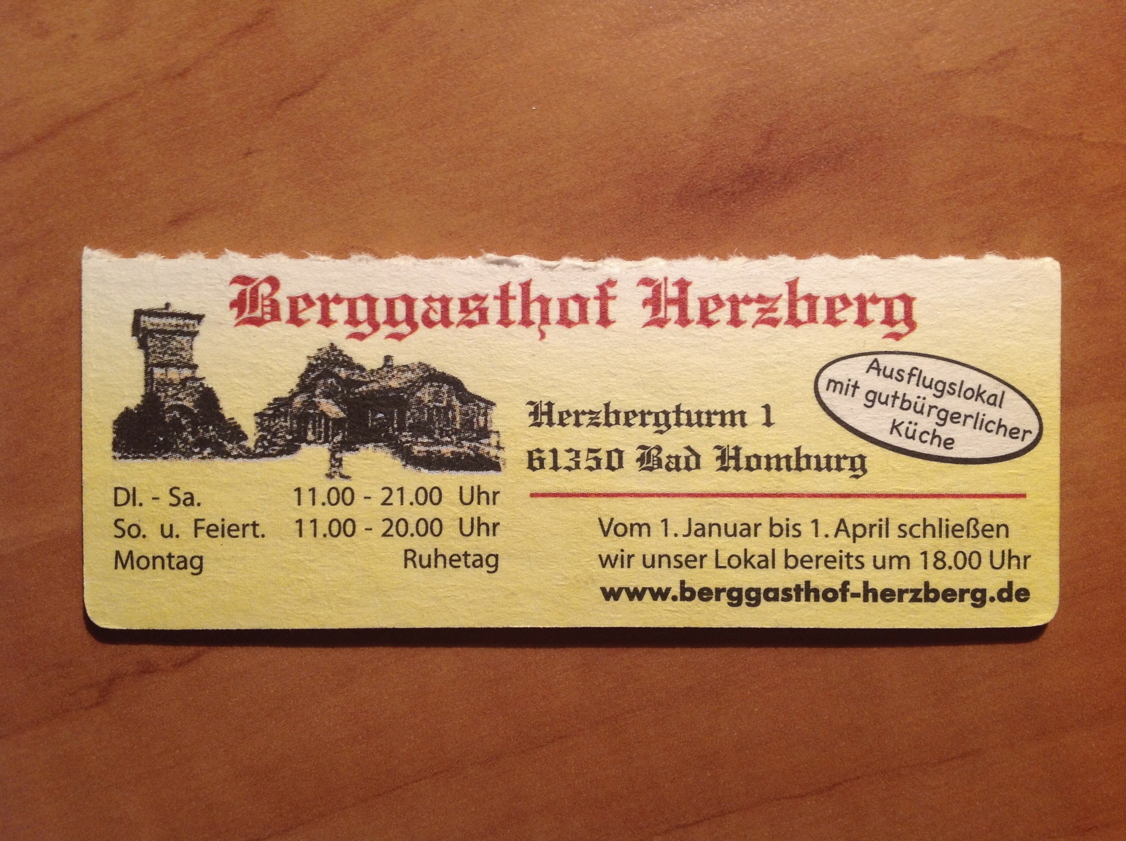 Berggasthof Herzberg
Ausflugslokal
mit gutbürgerlicher
Küche
Herzbergturm 1
61350 Bad Homburg
DI. - Sa. 11.00 - 21.00 Uhr
So. u. Feiert. 11.00 - 20.00 Uhr
Montag Ruhetag
Vom 1. Januar bis 1. April schließen
wir unser Lokal bereits um 18.00 Uhr
www.berggasthof-herzberg.de